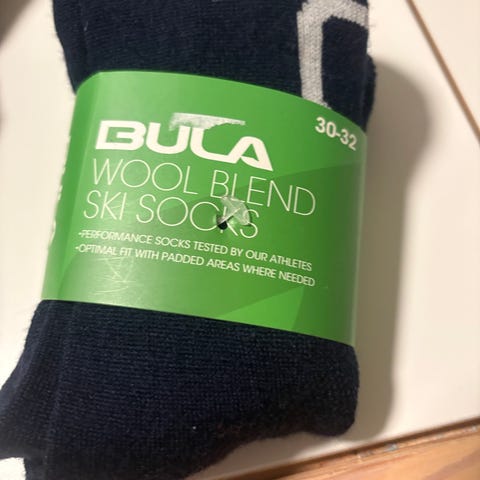 BULA
30-32
WOOL BLEND
SKI SOCKS
•PERFORMANCE SOCKS TESTED BY OUR ATHLETES
•OPTIMAL FIT WITH PADDED AREAS WHERE NEEDED